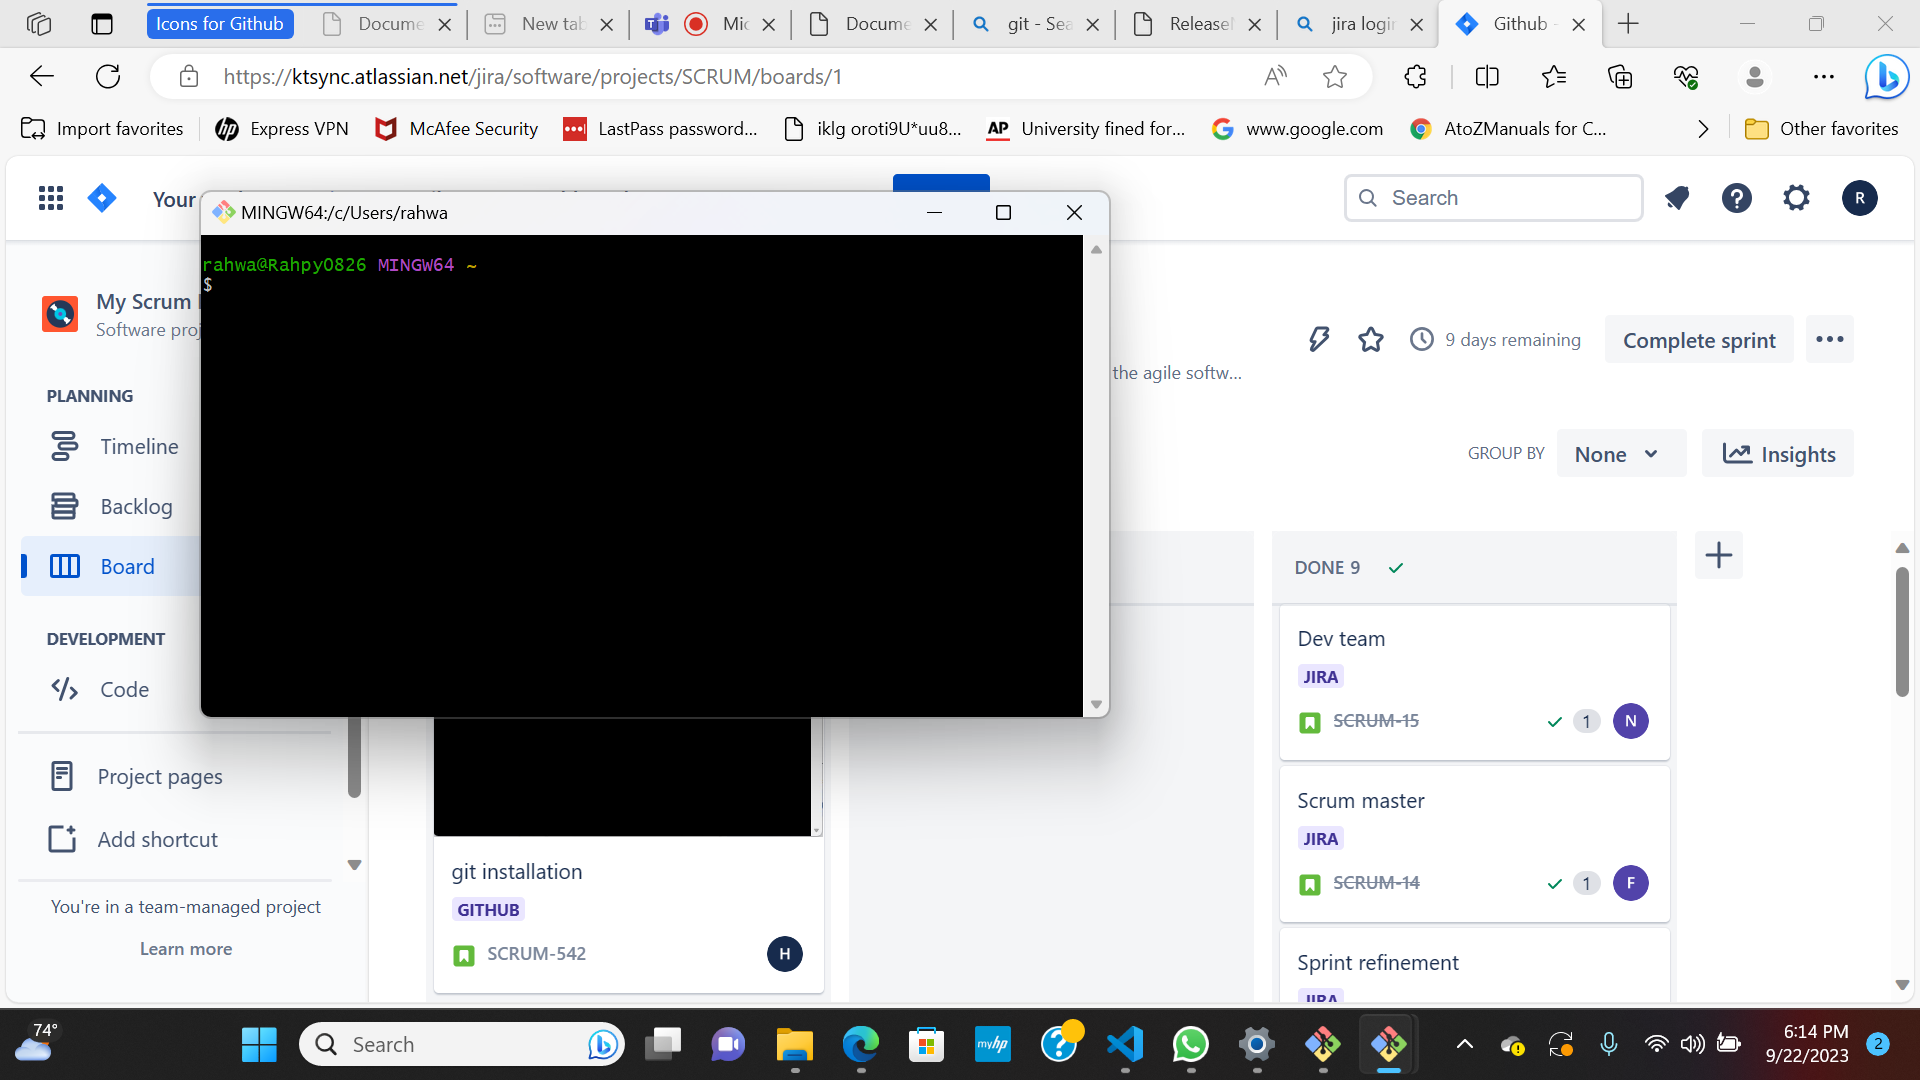 Icons for Github
Docume
New tab
Mic
Docume
git - Sea
Release
jira login
Github -
https://ktsync.atlassian.net/jira/software/projects/SCRUM/boards/1
Import favorites
Express VPN
McAfee Security
LastPass password...
iklg oroti9U*uu8...
AP
University fined for...
www.google.com
AtoZManuals for C...
Other favorites
Your
Search
R
MINGW64:/c/Users/rahwa
rahwa@Rahpy0826 MINGW64 ~
$
My Scrum
Software proj
PLANNING
Timeline
Backlog
Board
DEVELOPMENT
Code
Project pages
Add shortcut
You're in a team-managed project
Learn more
the agile softw...
9 days remaining
Complete sprint
GROUP BY
None
Insights
git installation
GITHUB
SCRUM-542
H
DONE 9
Dev team
JIRA
SCRUM-15
1
N
Scrum master
JIRA
SCRUM-14
1
F
Sprint refinement
JIRA
74°
Search
myhp
6:14 PM
9/22/2023
2